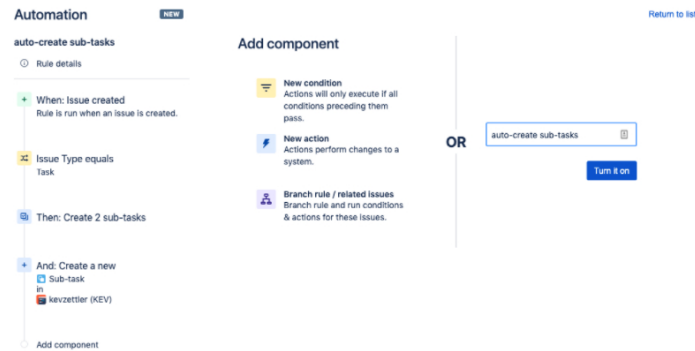 Automation
NEW
Return to list
auto-create sub-tasks
Rule details
When: Issue created
Rule is run when an issue is created.
Issue Type equals
Task
Then: Create 2 sub-tasks
And: Create a new
Sub-task
in
kevzettler (KEV)
Add component
Add component
New condition
Actions will only execute if all
conditions preceding them
pass.
New action
Actions perform changes to a
system.
Branch rule / related issues
Branch rule and run conditions
& actions for these issues.
OR
auto-create sub-tasks
Turn it on